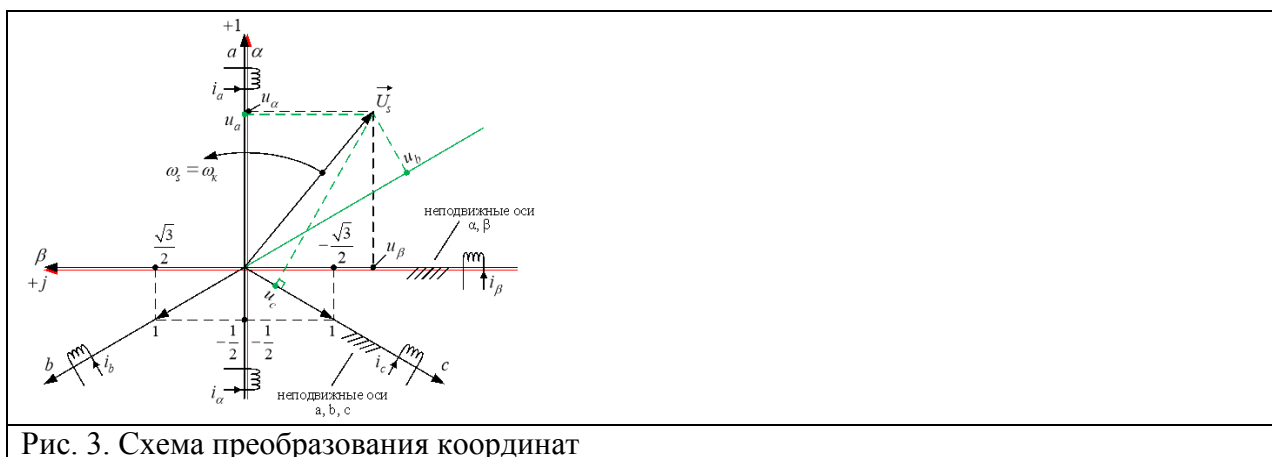 +1
a α
i_a
u_α
u_a
U_s
u_b
ω_s = ω_к
неподвижные оси
α, β
√3/2
-√3/2
u_β
β
+j
u_c
i_β
1
1
-1/2 -1/2
b
i_b
i_c
c
i_α
неподвижные оси
a, b, c
Рис. 3. Схема преобразования координат